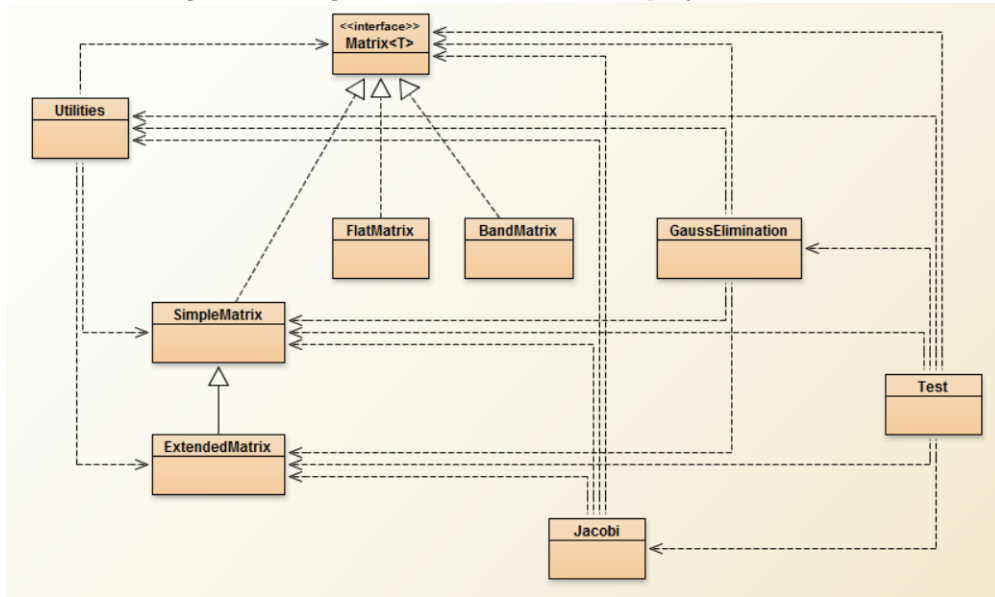 <<interface>>
Matrix<T>
Utilities
FlatMatrix
BandMatrix
GaussElimination
SimpleMatrix
Test
ExtendedMatrix
Jacobi